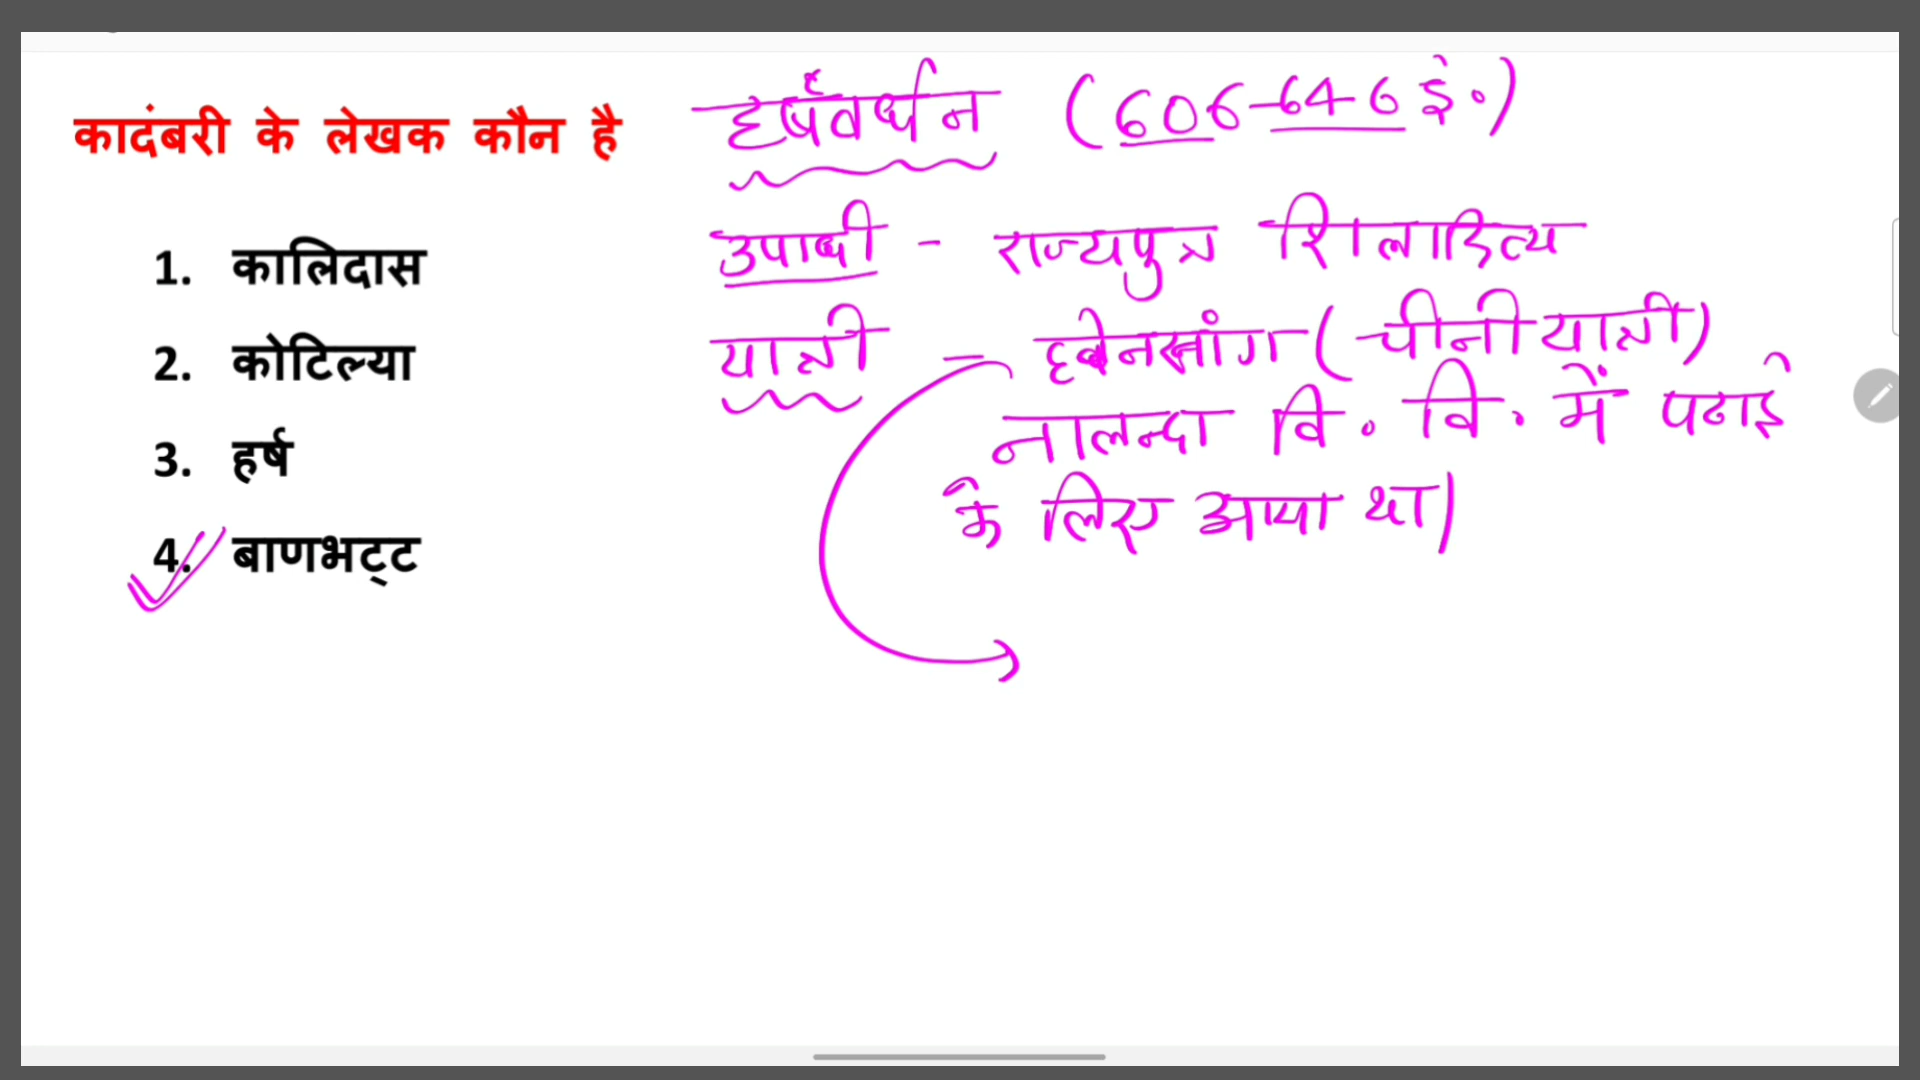 कादंबरी के लेखक कौन है
1. कालिदास
2. कोटिल्या
3. हर्ष
4. बाणभट्ट
हर्षवर्धन (606-646 ई.)
उपाधी - राज्यपुत्र शिलादित्य
यात्री - हवेनसांग (चीनी यात्री)
नालन्दा वि. वि. में पढाई
के लिए आया था)